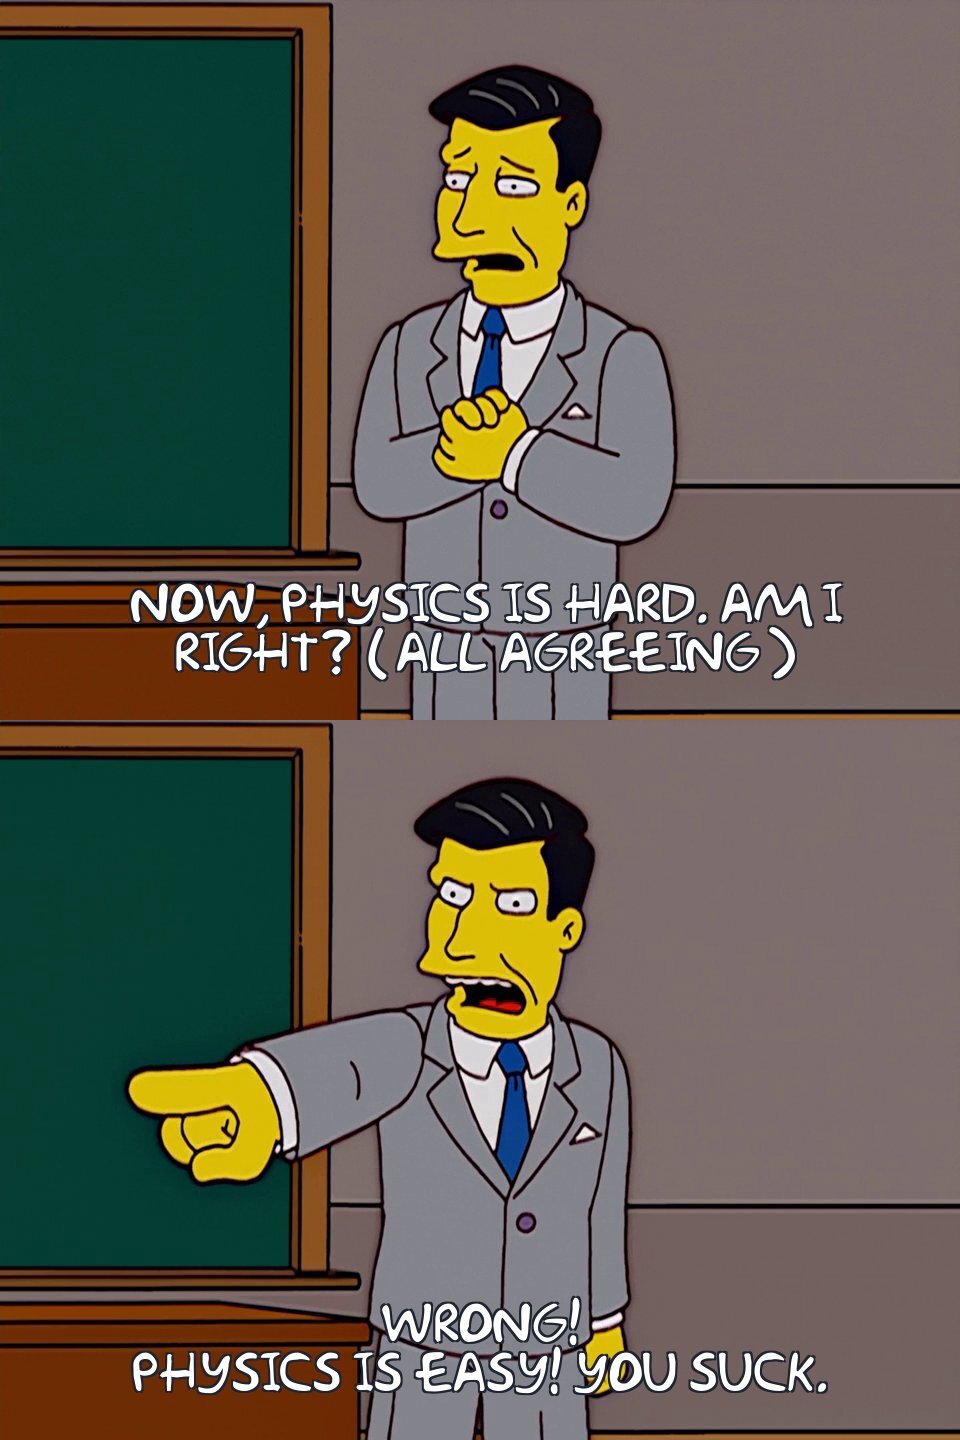 NOW, PHYSICS IS HARD. AM I
RIGHT? (ALL AGREEING)
WRONG!
PHYSICS IS EASY! YOU SUCK.